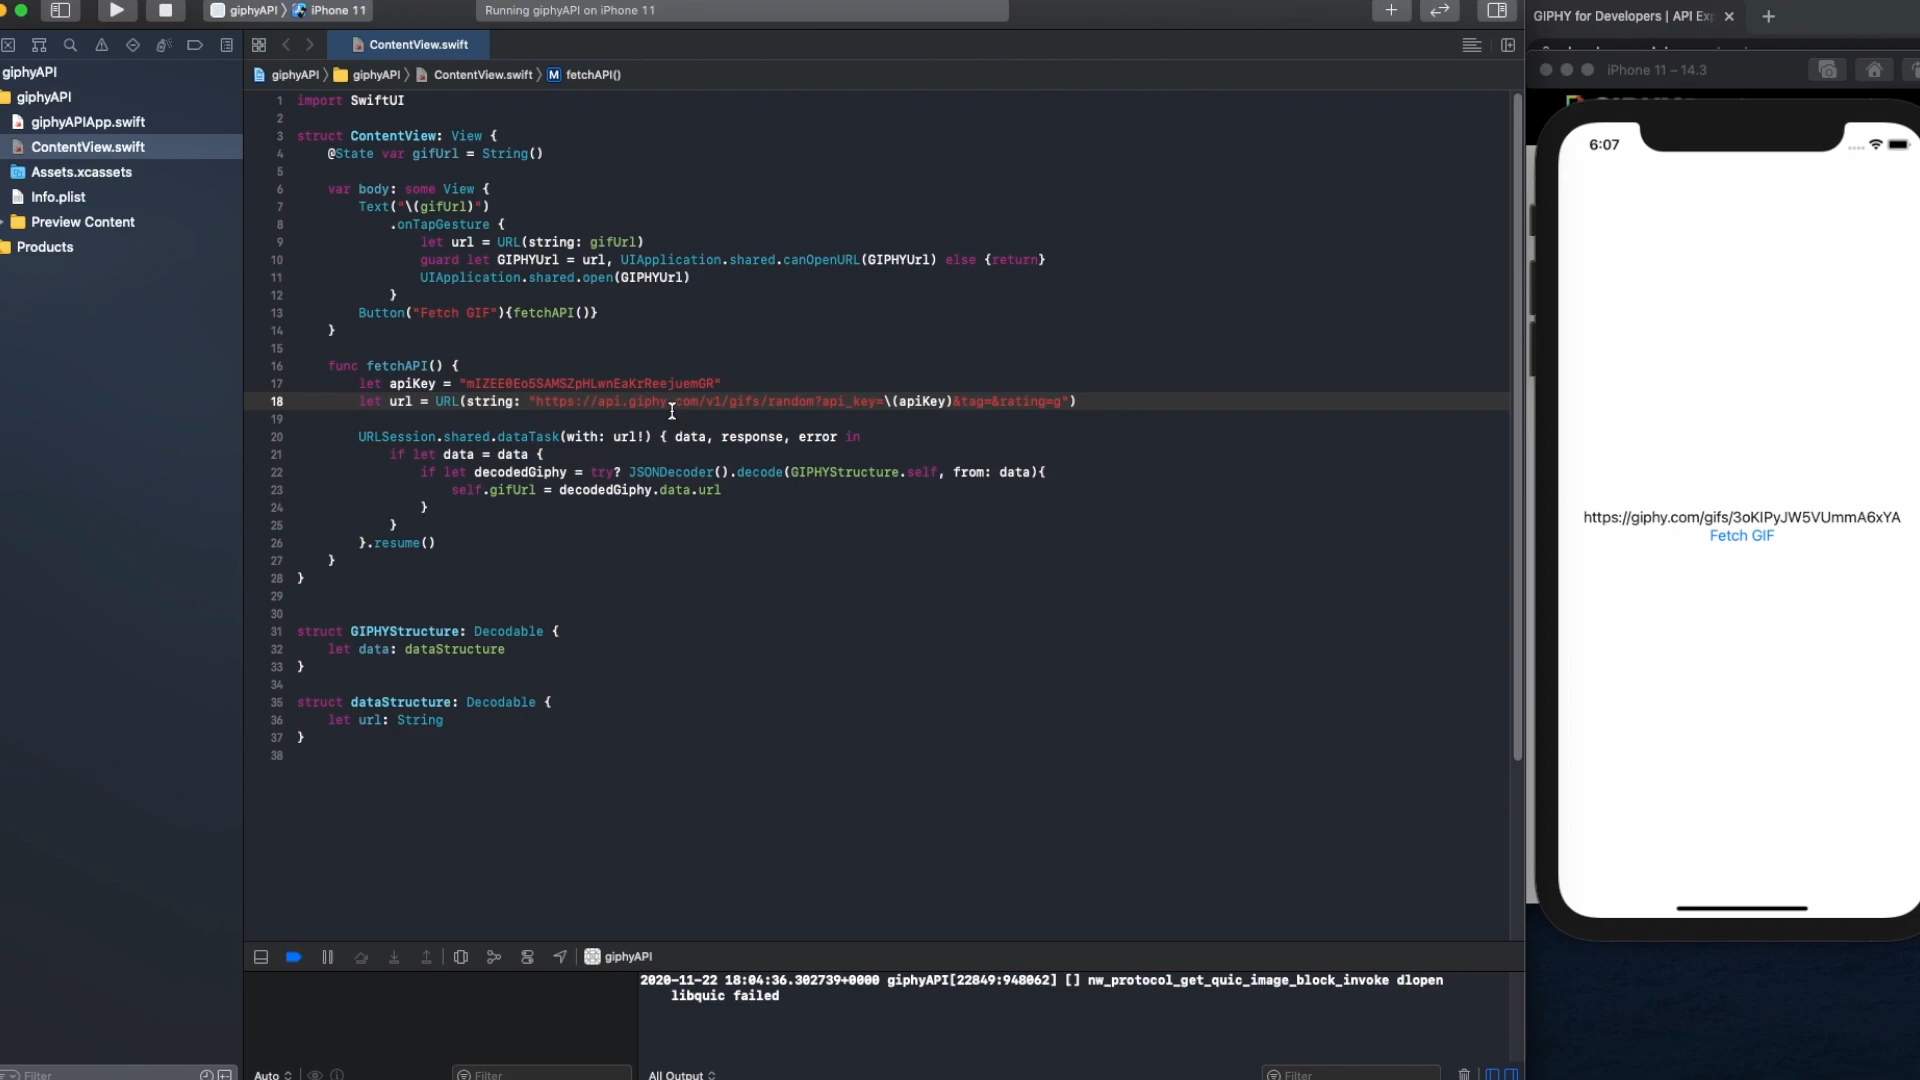 giphyAPI 〉 iPhone 11
Running giphyAPI on iPhone 11
GIPHY for Developers | API Ex
ContentView.swift
giphyAPI
giphyAPI
giphyAPIApp.swift
ContentView.swift
Assets.xcassets
Info.plist
Preview Content
Products
giphyAPI 〉 giphyAPI 〉 ContentView.swift 〉 M fetchAPI()
1 import SwiftUI
2
3 struct ContentView: View {
4     @State var gifUrl = String()
5
6     var body: some View {
7         Text("\(gifUrl)")
8             .onTapGesture {
9                 let url = URL(string: gifUrl)
10                 guard let GIPHYUrl = url, UIApplication.shared.canOpenURL(GIPHYUrl) else {return}
11                 UIApplication.shared.open(GIPHYUrl)
12             }
13         Button("Fetch GIF"){fetchAPI()}
14     }
15
16     func fetchAPI() {
17         let apiKey = "mIZEE0Eo5SAMSZpHLwnEaKrReejuemGR"
18         let url = URL(string: "https://api.giphy.com/v1/gifs/random?api_key=\(apiKey)&tag=&rating=g")
19
20         URLSession.shared.dataTask(with: url!) { data, response, error in
21             if let data = data {
22                 if let decodedGiphy = try? JSONDecoder().decode(GIPHYStructure.self, from: data){
23                     self.gifUrl = decodedGiphy.data.url
24                 }
25             }
26         }.resume()
27     }
28 }
29
30
31 struct GIPHYStructure: Decodable {
32     let data: dataStructure
33 }
34
35 struct dataStructure: Decodable {
36     let url: String
37 }
38
giphyAPI
2020-11-22 18:04:36.302739+0000 giphyAPI[22849:948062] [] nw_protocol_get_quic_image_block_invoke dlopen
libquic failed
Filter
Auto
Filter
All Output
Filter
iPhone 11 – 14.3
6:07
https://giphy.com/gifs/3oKIPyJW5VUmmA6xYA
Fetch GIF